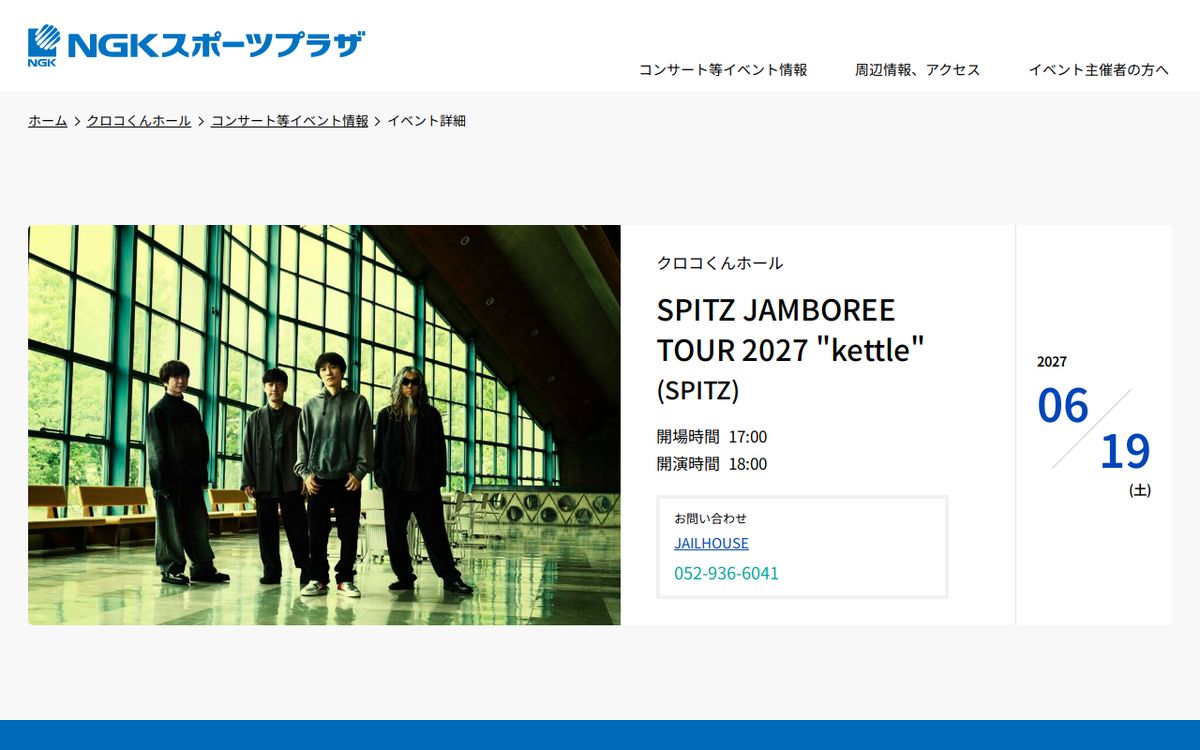 NGK
NGKスポーツプラザ
コンサート等イベント情報 周辺情報、アクセス イベント主催者の方へ
ホーム > クロコくんホール > コンサート等イベント情報 > イベント詳細
クロコくんホール
SPITZ JAMBOREE
TOUR 2027 "kettle"
(SPITZ)
開場時間 17:00
開演時間 18:00
お問い合わせ
JAILHOUSE
052-936-6041
2027
06
19
(土)